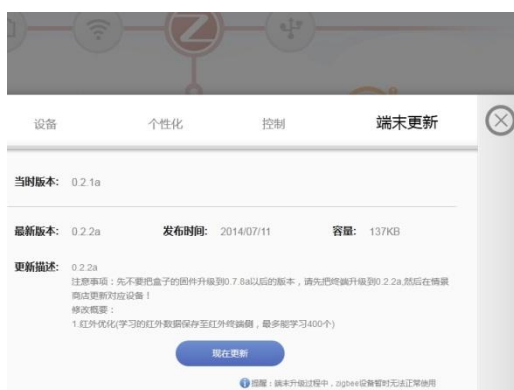 设备 个性化 控制 端末更新
当时版本: 0.2.1a
最新版本: 0.2.2a 发布时间: 2014/07/11 容量: 137KB
更新描述: 0.2.2a
注意事项：先不要把盒子的固件升级到0.7.8a以后的版本，请先把终端升级到0.2.2a,然后在情景
商店更新对应设备！
修改概要：
1.红外优化(学习的红外数据保存至红外终端侧，最多能学习400个)
现在更新
提醒：端末升级过程中，zigbee设备暂时无法正常使用